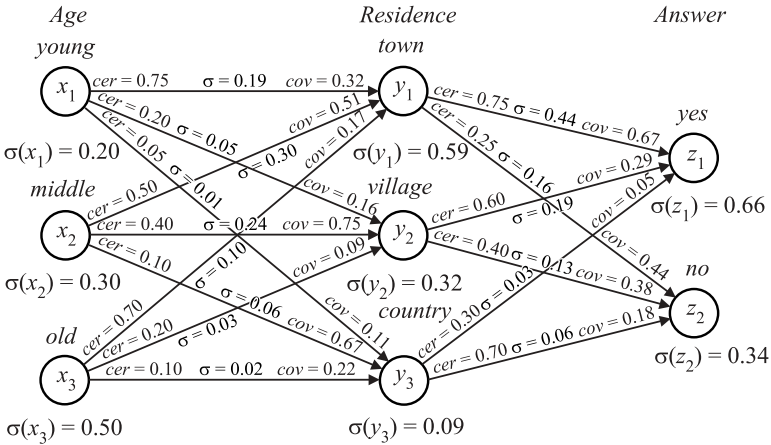 Age
Residence
Answer
young
town
x1
cer = 0.75 σ = 0.19 cov = 0.32
y1
cer = 0.20 σ = 0.05 cov = 0.16
cer = 0.05 σ = 0.01 cov = 0.11
σ(x1) = 0.20
σ(y1) = 0.59
cer = 0.75 σ = 0.44 cov = 0.67
cer = 0.25 σ = 0.16 cov = 0.44
yes
z1
σ(z1) = 0.66
middle
village
x2
cer = 0.50 σ = 0.30 cov = 0.51
cer = 0.40 σ = 0.24 cov = 0.75
cer = 0.10 σ = 0.06 cov = 0.67
y2
σ(x2) = 0.30
σ(y2) = 0.32
cer = 0.60 σ = 0.19 cov = 0.29
cer = 0.40 σ = 0.13 cov = 0.38
no
z2
σ(z2) = 0.34
old
country
x3
cer = 0.70 σ = 0.10 cov = 0.17
cer = 0.20 σ = 0.03 cov = 0.09
cer = 0.10 σ = 0.02 cov = 0.22
y3
cer = 0.30 σ = 0.03 cov = 0.05
cer = 0.70 σ = 0.06 cov = 0.18
σ(x3) = 0.50
σ(y3) = 0.09